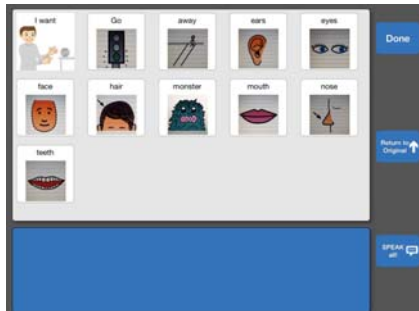 I want
Go
away
ears
eyes
Done
face
hair
monster
mouth
nose
Return to
Original
teeth
SPEAK
all!